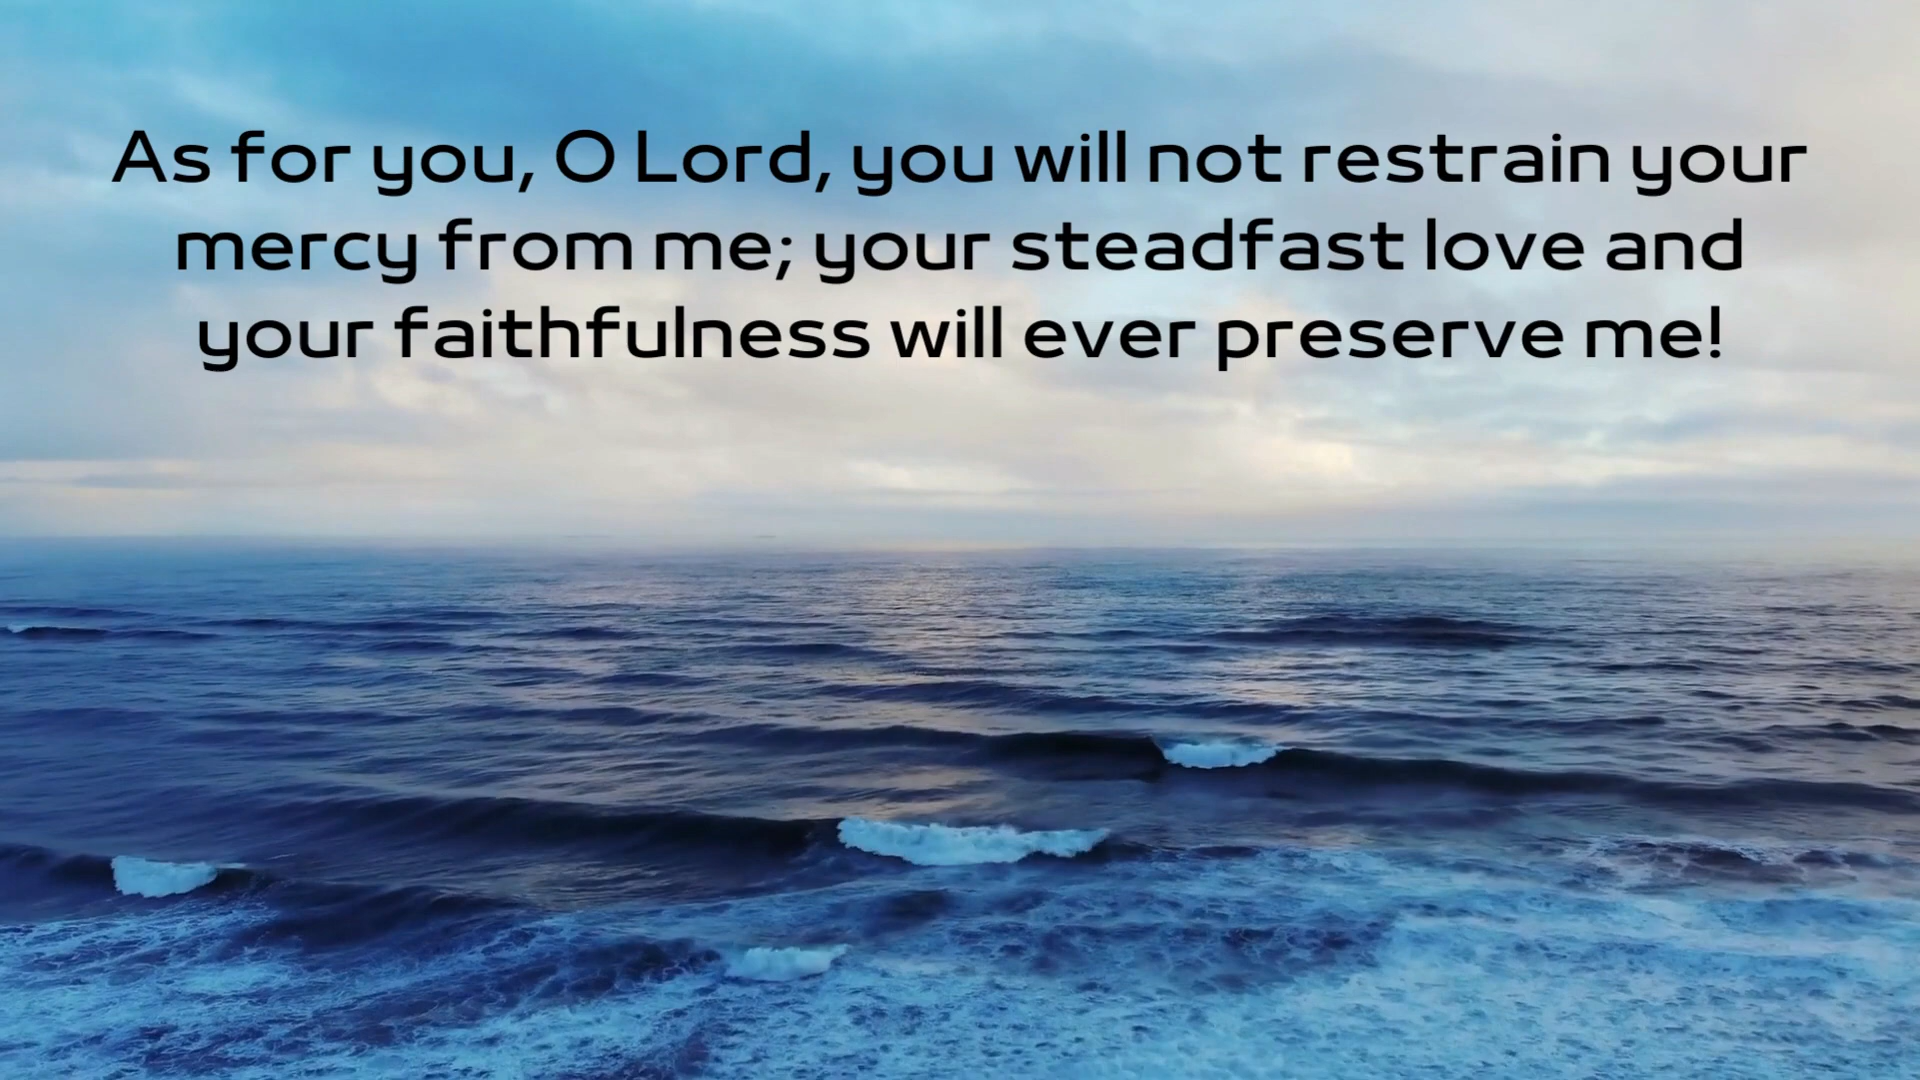 As for you, O Lord, you will not restrain your
mercy from me; your steadfast love and
your faithfulness will ever preserve me!